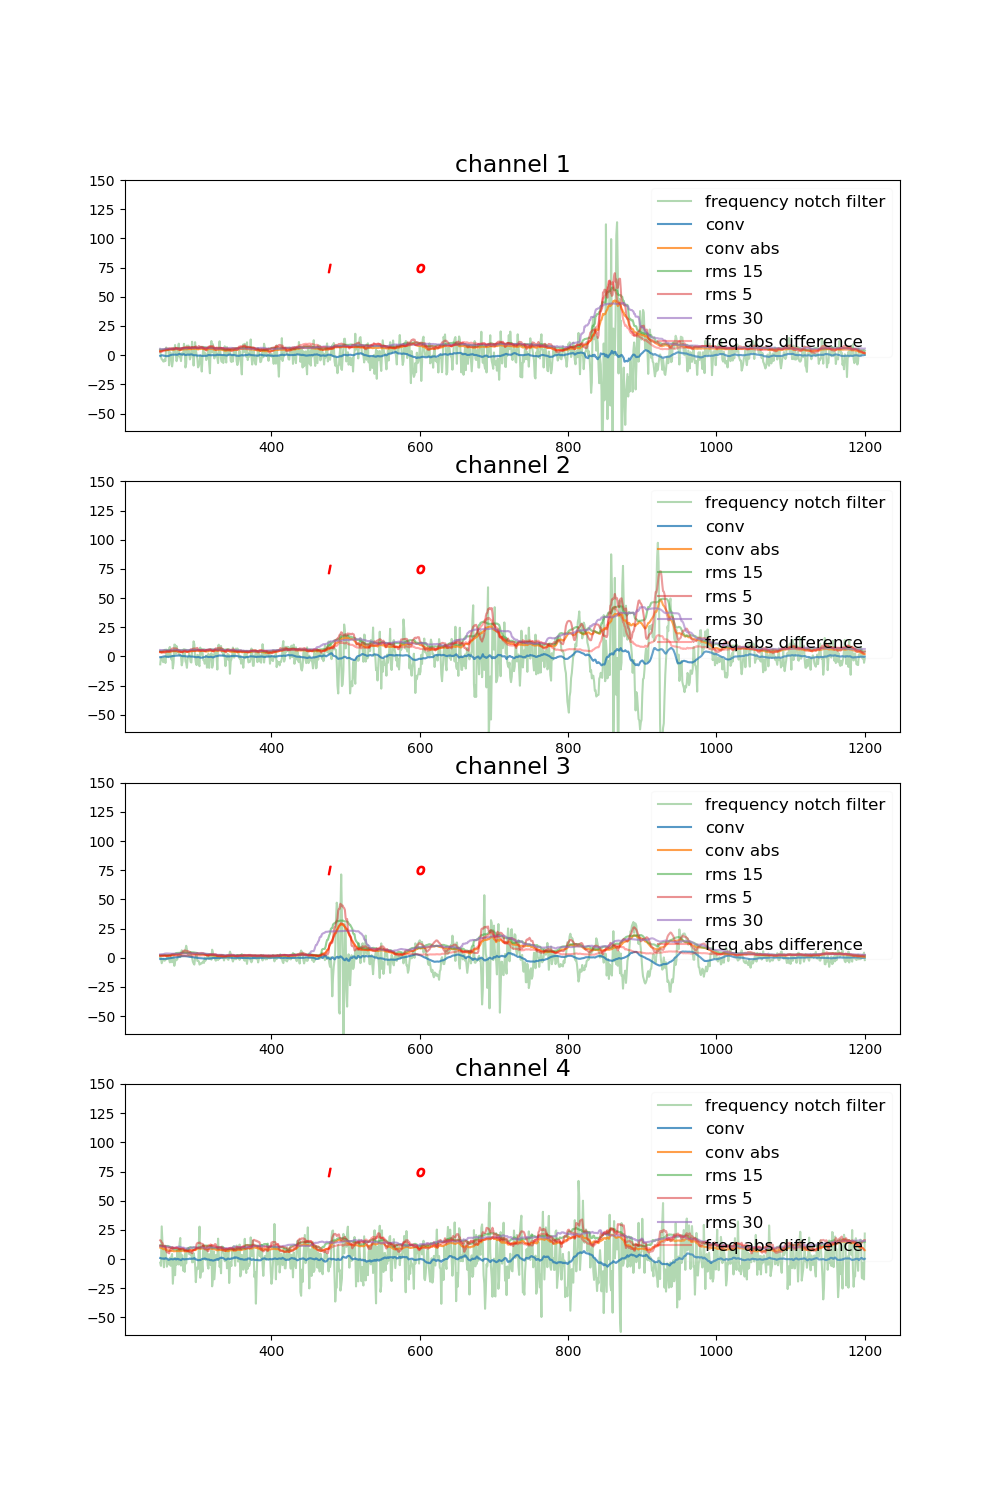 channel 1
150
125
100
75
50
25
0
−25
−50
I o
frequency notch filter
conv
conv abs
rms 15
rms 5
rms 30
freq abs difference
400 600 800 1000 1200
channel 2
150
125
100
75
50
25
0
−25
−50
I o
frequency notch filter
conv
conv abs
rms 15
rms 5
rms 30
freq abs difference
400 600 800 1000 1200
channel 3
150
125
100
75
50
25
0
−25
−50
I o
frequency notch filter
conv
conv abs
rms 15
rms 5
rms 30
freq abs difference
400 600 800 1000 1200
channel 4
150
125
100
75
50
25
0
−25
−50
I o
frequency notch filter
conv
conv abs
rms 15
rms 5
rms 30
freq abs difference
400 600 800 1000 1200